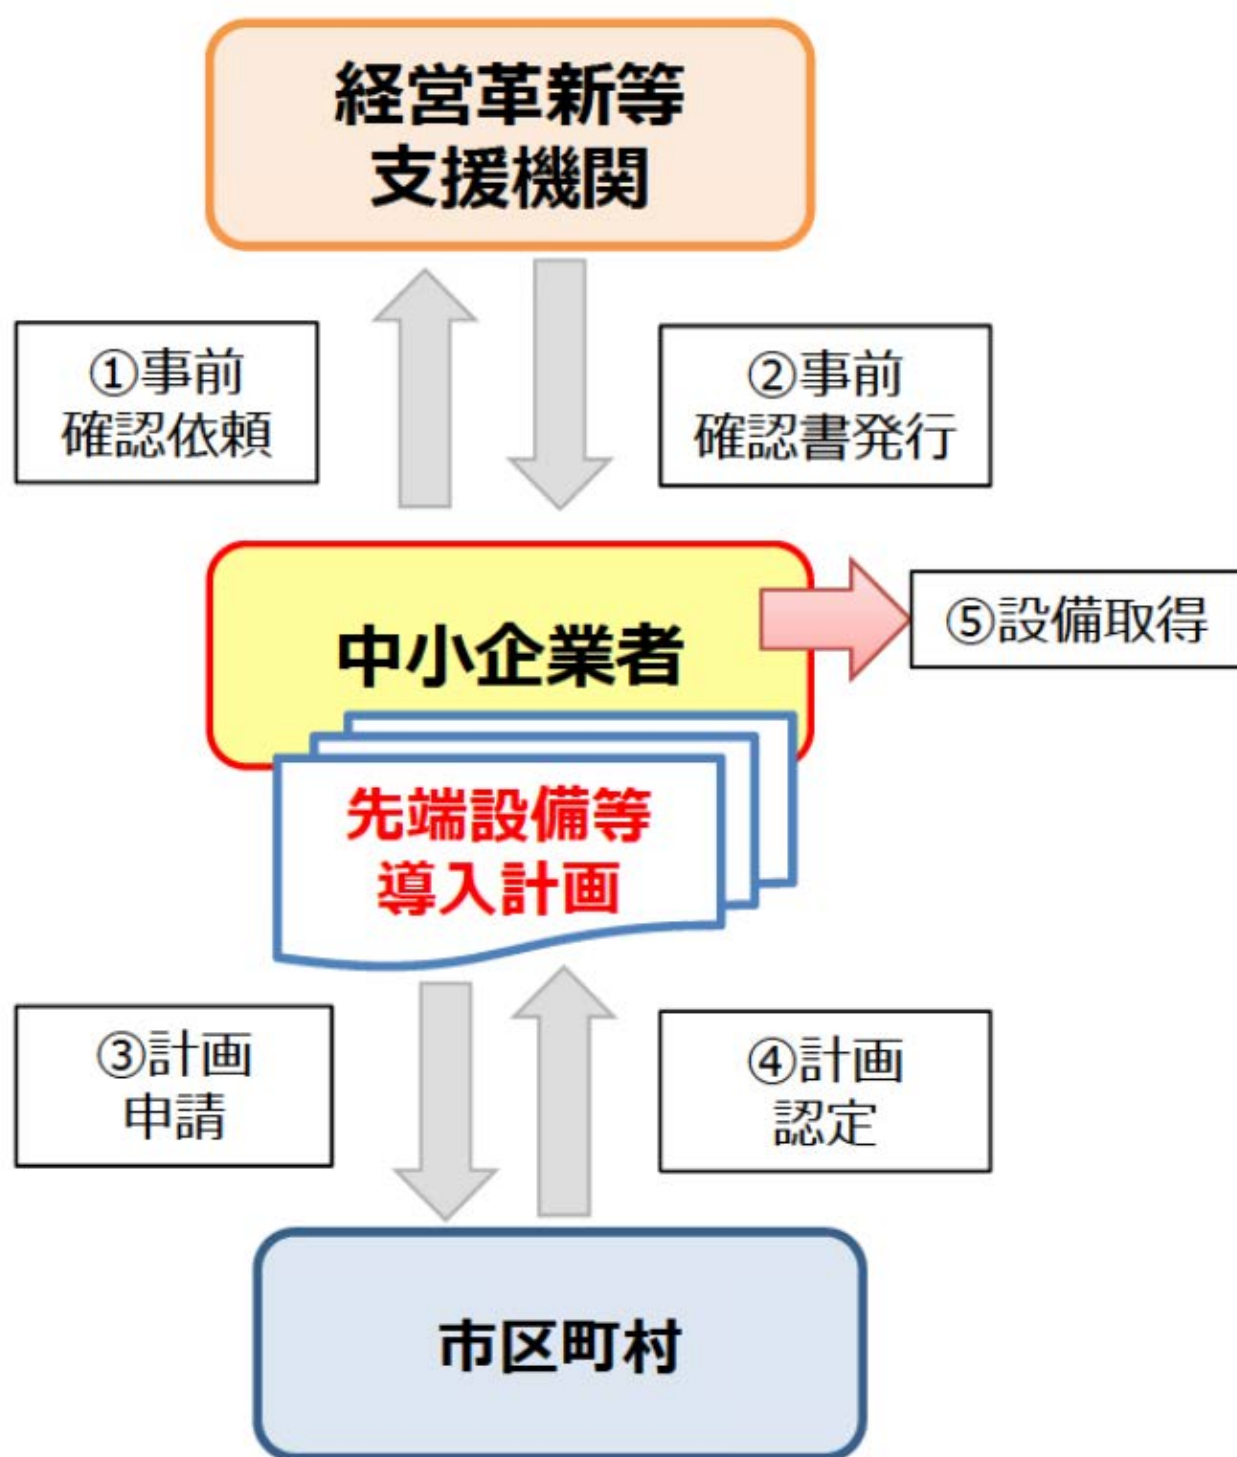 経営革新等
支援機関
①事前
確認依頼
②事前
確認書発行
中小企業者
⑤設備取得
先端設備等
導入計画
③計画
申請
④計画
認定
市区町村